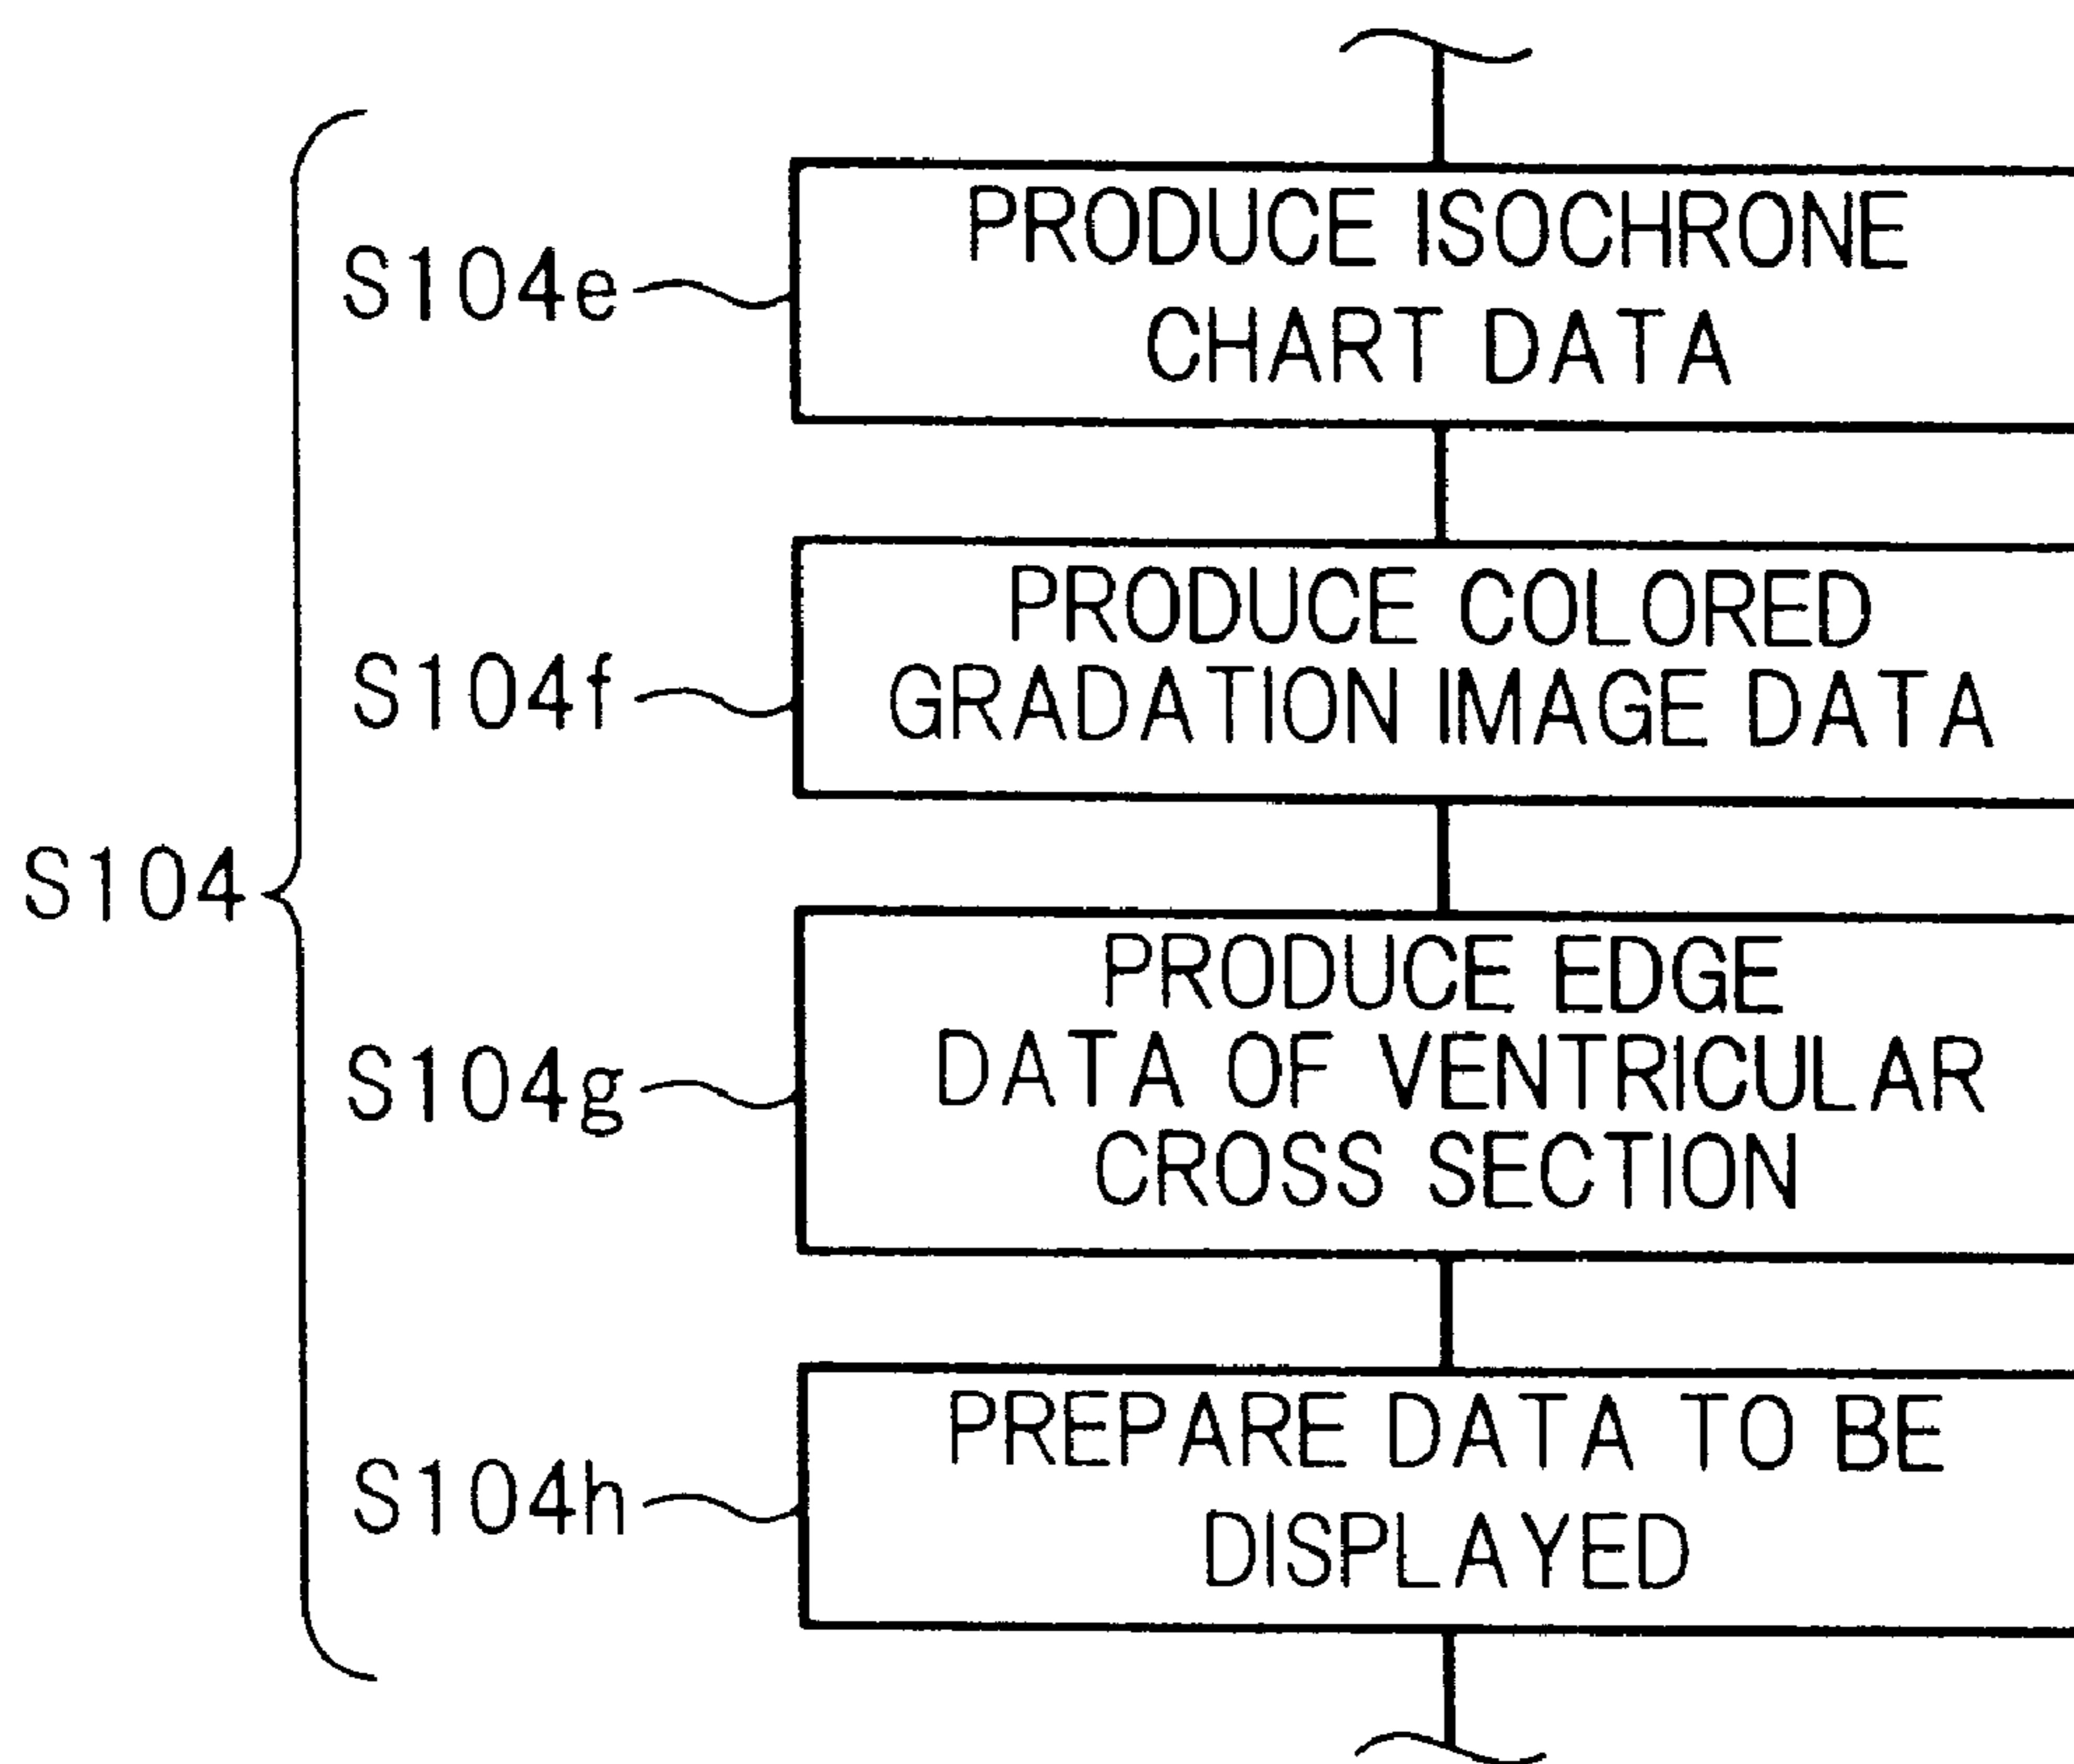 S104
S104e
PRODUCE ISOCHRONE
CHART DATA
S104f
PRODUCE COLORED
GRADATION IMAGE DATA
S104g
PRODUCE EDGE
DATA OF VENTRICULAR
CROSS SECTION
S104h
PREPARE DATA TO BE
DISPLAYED